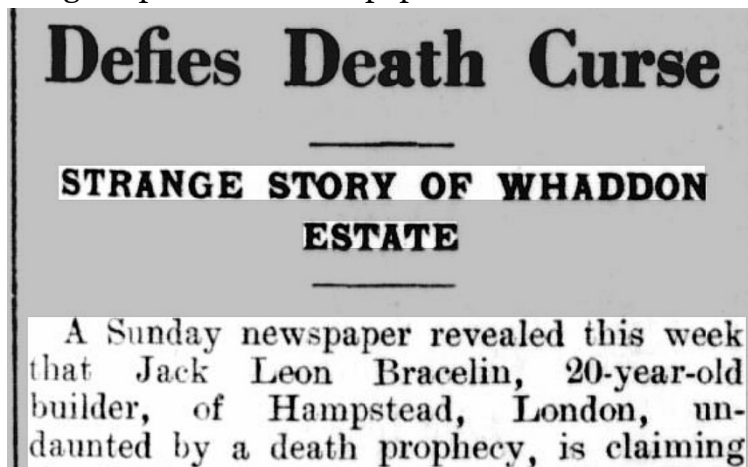 Defies Death Curse
STRANGE STORY OF WHADDON
ESTATE
A Sunday newspaper revealed this week
that Jack Leon Bracelin, 20-year-old
builder, of Hampstead, London, un-
daunted by a death prophecy, is claiming